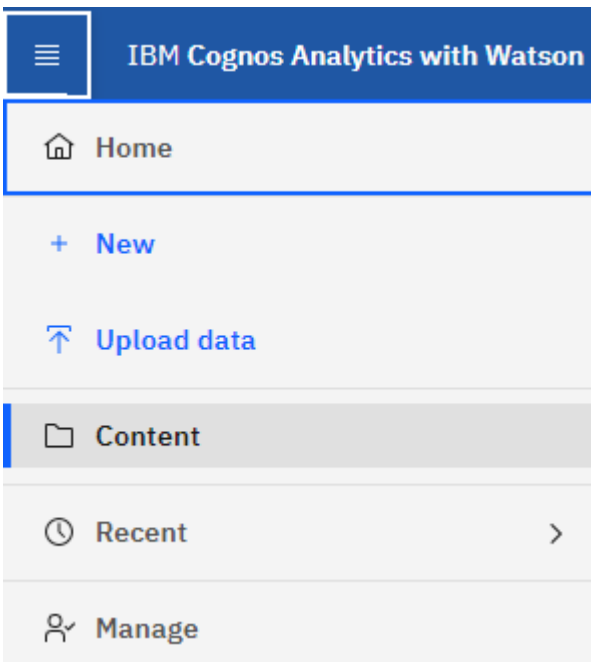 IBM Cognos Analytics with Watson
Home
New
Upload data
Content
Recent
Manage